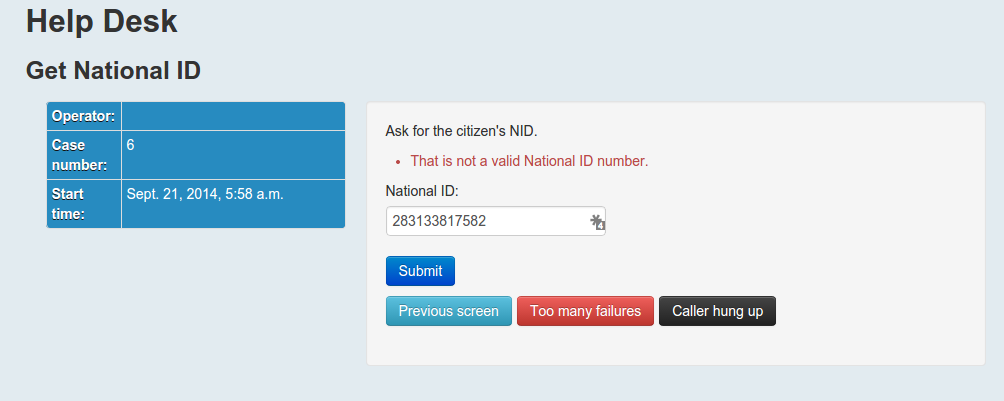 Help Desk
Get National ID
Operator:
Case number: 6
Start time: Sept. 21, 2014, 5:58 a.m.
Ask for the citizen's NID.
• That is not a valid National ID number.
National ID:
283133817582
4
Submit
Previous screen Too many failures Caller hung up